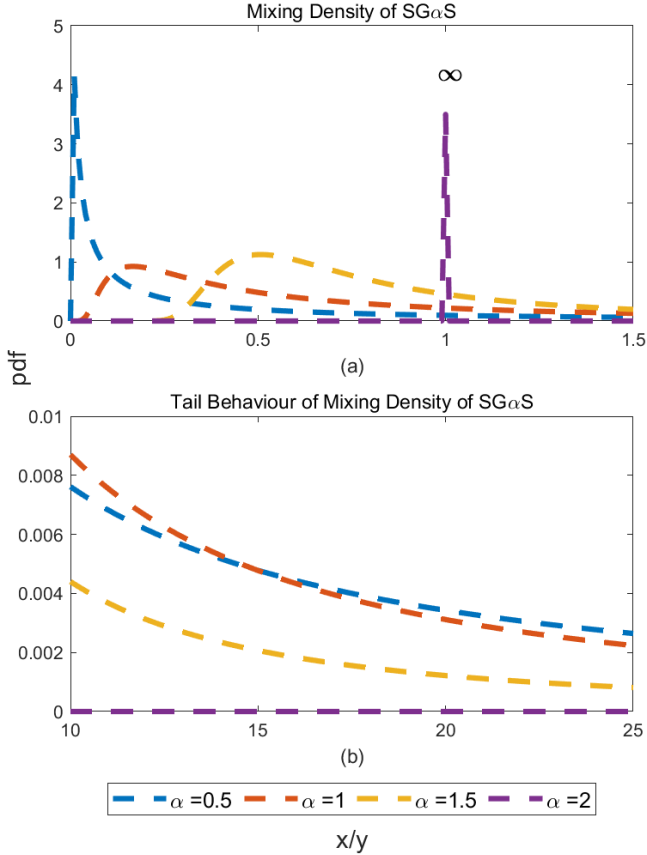 Mixing Density of SGαS
∞
5
4
3
2
1
0
0 0.5 1 1.5
(a)
pdf
Tail Behaviour of Mixing Density of SGαS
0.01
0.008
0.006
0.004
0.002
0
10 15 20 25
(b)
α =0.5 α =1 α =1.5 α =2
x/y